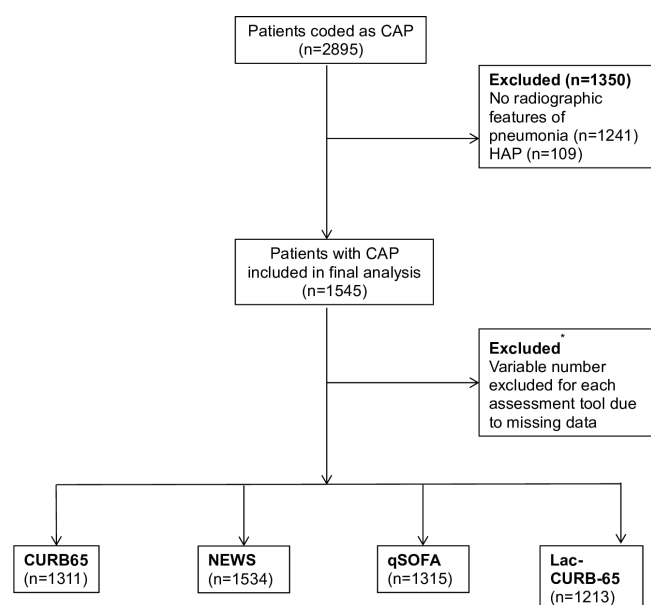 Patients coded as CAP
(n=2895)
Excluded (n=1350)
No radiographic
features of
pneumonia (n=1241)
HAP (n=109)
Patients with CAP
included in final analysis
(n=1545)
Excluded*
Variable number
excluded for each
assessment tool due
to missing data
CURB65
(n=1311)
NEWS
(n=1534)
qSOFA
(n=1315)
Lac-
CURB-65
(n=1213)